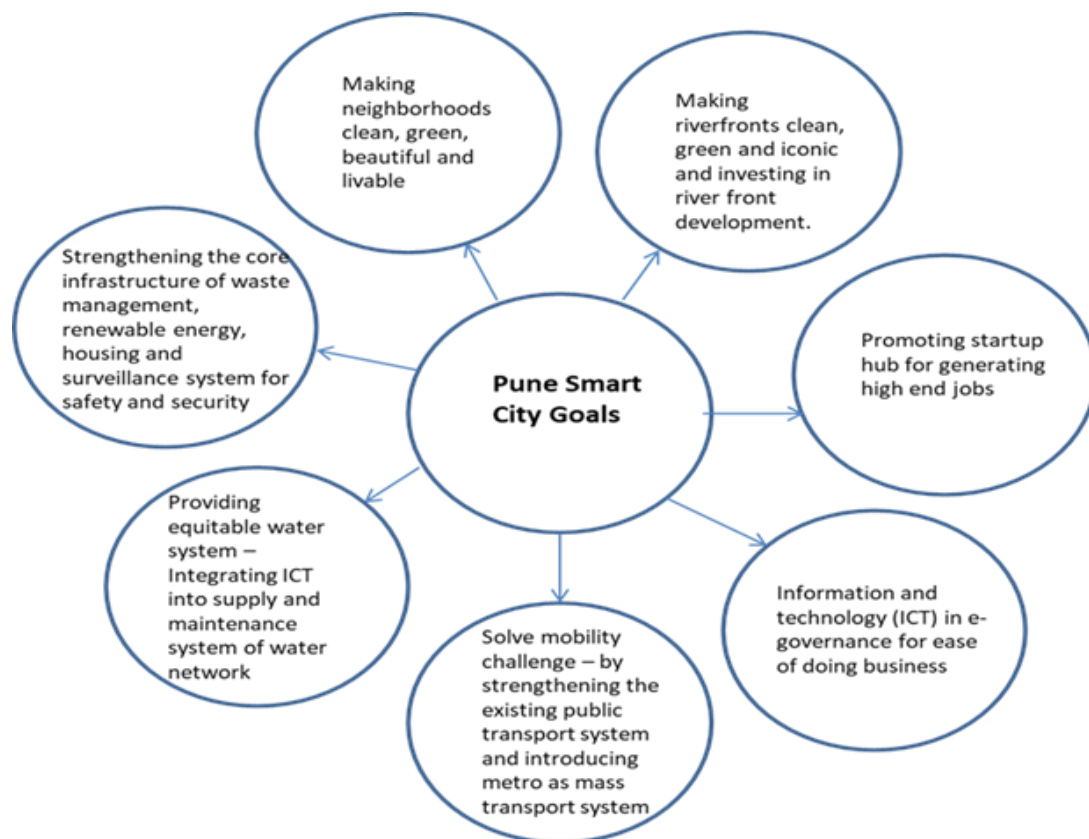 Making
neighborhoods
clean, green,
beautiful and
livable
Making
riverfronts clean,
green and iconic
and investing in
river front
development.
Strengthening the core
infrastructure of waste
management,
renewable energy,
housing and
surveillance system for
safety and security
Pune Smart
City Goals
Promoting startup
hub for generating
high end jobs
Providing
equitable water
system –
Integrating ICT
into supply and
maintenance
system of water
network
Solve mobility
challenge – by
strengthening the
existing public
transport system
and introducing
metro as mass
transport system
Information and
technology (ICT) in e-
governance for ease
of doing business